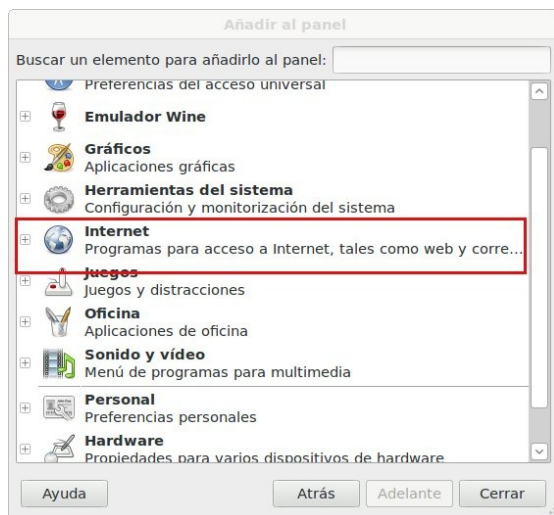 Añadir al panel
Buscar un elemento para añadirlo al panel:
Preferencias del acceso universal
Emulador Wine
Gráficos
Aplicaciones gráficas
Herramientas del sistema
Configuración y monitorización del sistema
Internet
Programas para acceso a Internet, tales como web y corre...
Juegos
Juegos y distracciones
Oficina
Aplicaciones de oficina
Sonido y vídeo
Menú de programas para multimedia
Personal
Preferencias personales
Hardware
Propiedades para varios dispositivos de hardware
Ayuda
Atrás
Adelante
Cerrar